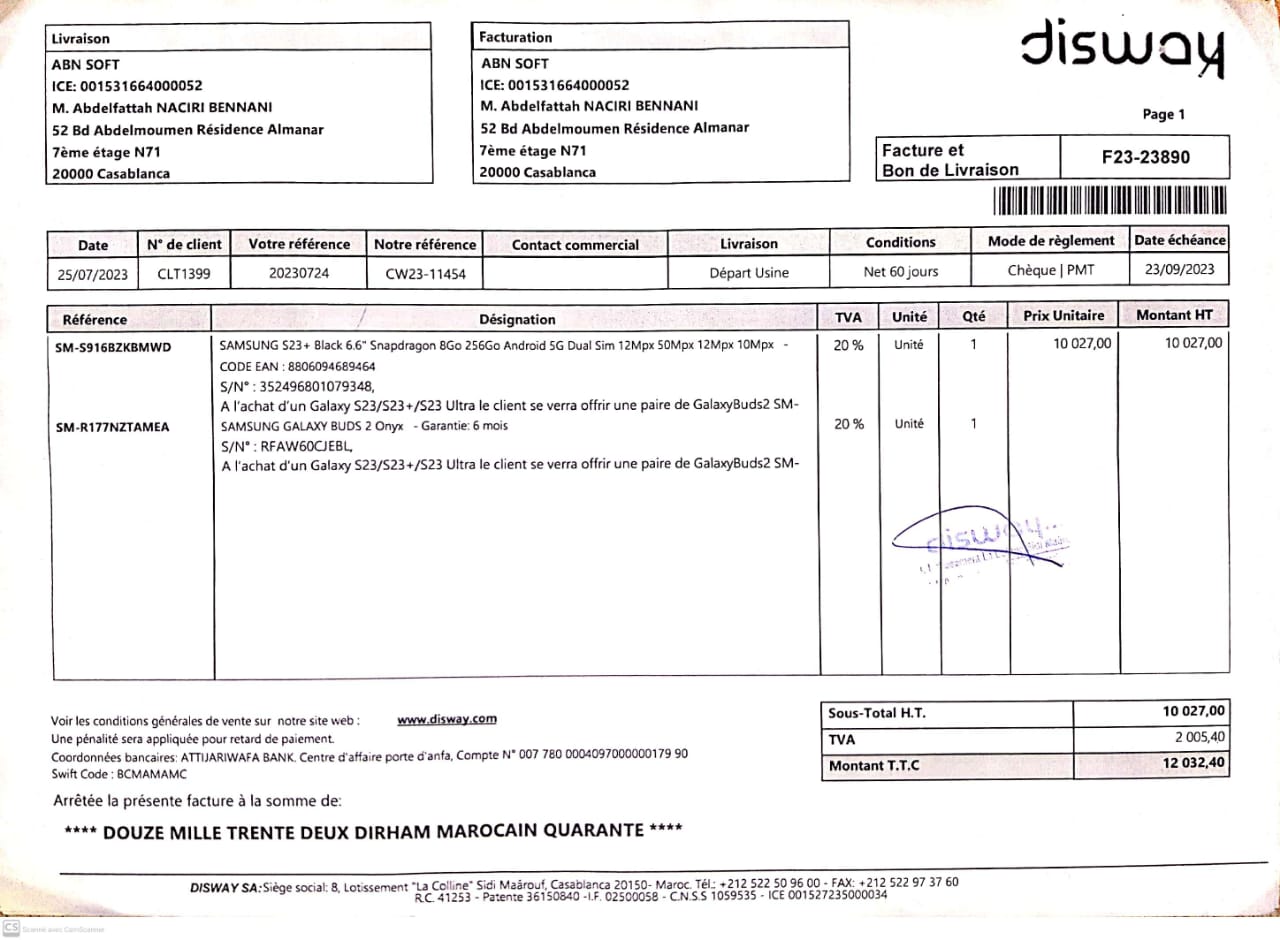 Livraison
ABN SOFT
ICE: 001531664000052
M. Abdelfattah NACIRI BENNANI
52 Bd Abdelmoumen Résidence Almanar
7ème étage N71
20000 Casablanca
Facturation
ABN SOFT
ICE: 001531664000052
M. Abdelfattah NACIRI BENNANI
52 Bd Abdelmoumen Résidence Almanar
7ème étage N71
20000 Casablanca
disway
Page 1
Facture et
Bon de Livraison
F23-23890
Date N° de client Votre référence Notre référence Contact commercial Livraison Conditions Mode de règlement Date échéance
25/07/2023 CLT1399 20230724 CW23-11454 Départ Usine Net 60 jours Chèque | PMT 23/09/2023
Référence Désignation TVA Unité Qté Prix Unitaire Montant HT
SM-S916BZKBMWD SAMSUNG S23+ Black 6.6" Snapdragon 8Go 256Go Android 5G Dual Sim 12Mpx 50Mpx 12Mpx 10Mpx - 20 % Unité 1 10 027,00 10 027,00
CODE EAN : 8806094689464
S/N° : 352496801079348,
A l'achat d'un Galaxy S23/S23+/S23 Ultra le client se verra offrir une paire de GalaxyBuds2 SM-
SM-R177NZTAMEA SAMSUNG GALAXY BUDS 2 Onyx - Garantie: 6 mois 20 % Unité 1
S/N° : RFAW60CJEBL,
A l'achat d'un Galaxy S23/S23+/S23 Ultra le client se verra offrir une paire de GalaxyBuds2 SM-
disway
Voir les conditions générales de vente sur notre site web : www.disway.com
Une pénalité sera appliquée pour retard de paiement.
Coordonnées bancaires: ATTIJARIWAFA BANK. Centre d'affaire porte d'anfa, Compte N° 007 780 0004097000000179 90
Swift Code : BCMAMAMC
Sous-Total H.T. 10 027,00
TVA 2 005,40
Montant T.T.C 12 032,40
Arrêtée la présente facture à la somme de:
**** DOUZE MILLE TRENTE DEUX DIRHAM MAROCAIN QUARANTE ****
DISWAY SA: Siège social: 8, Lotissement "La Colline" Sidi Maârouf, Casablanca 20150- Maroc. Tél.: +212 522 50 96 00 - FAX: +212 522 97 37 60
R.C. 41253 - Patente 36150840 -I.F. 02500058 - C.N.S.S 1059535 - ICE 001527235000034
CS Scanné avec CamScanner